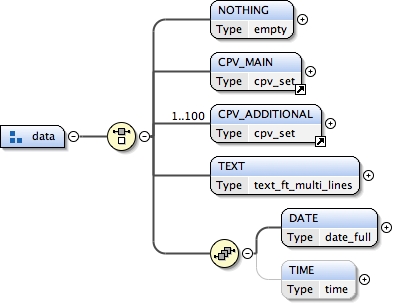 NOTHING
Type empty
CPV_MAIN
Type cpv_set
1..100
CPV_ADDITIONAL
Type cpv_set
data
TEXT
Type text_ft_multi_lines
DATE
Type date_full
TIME
Type time